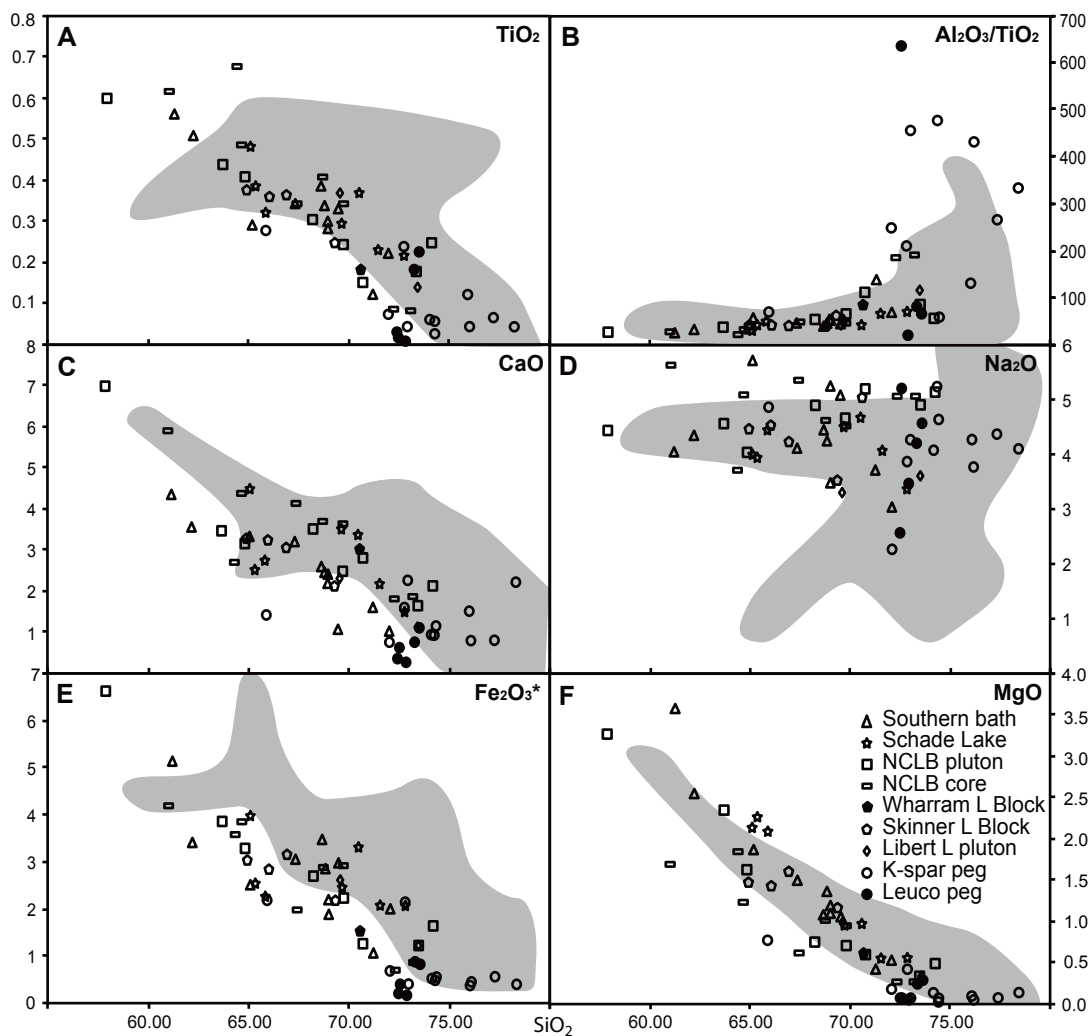 0.8
A
TiO₂
0.7
0.6
0.5
0.4
0.3
0.2
0.1
B
Al₂O₃/TiO₂
700
600
500
400
300
200
100
8
C
CaO
7
6
5
4
3
2
1
D
Na₂O
6
5
4
3
2
1
7
E
Fe₂O₃*
6
5
4
3
2
1
0
60.00 65.00 70.00 75.00
F
MgO
4.0
3.5
3.0
2.5
2.0
1.5
1.0
0.5
0.0
Southern bath
Schade Lake
NCLB pluton
NCLB core
Wharram L Block
Skinner L Block
Libert L pluton
K-spar peg
Leuco peg
60.00 65.00 70.00 75.00
SiO₂